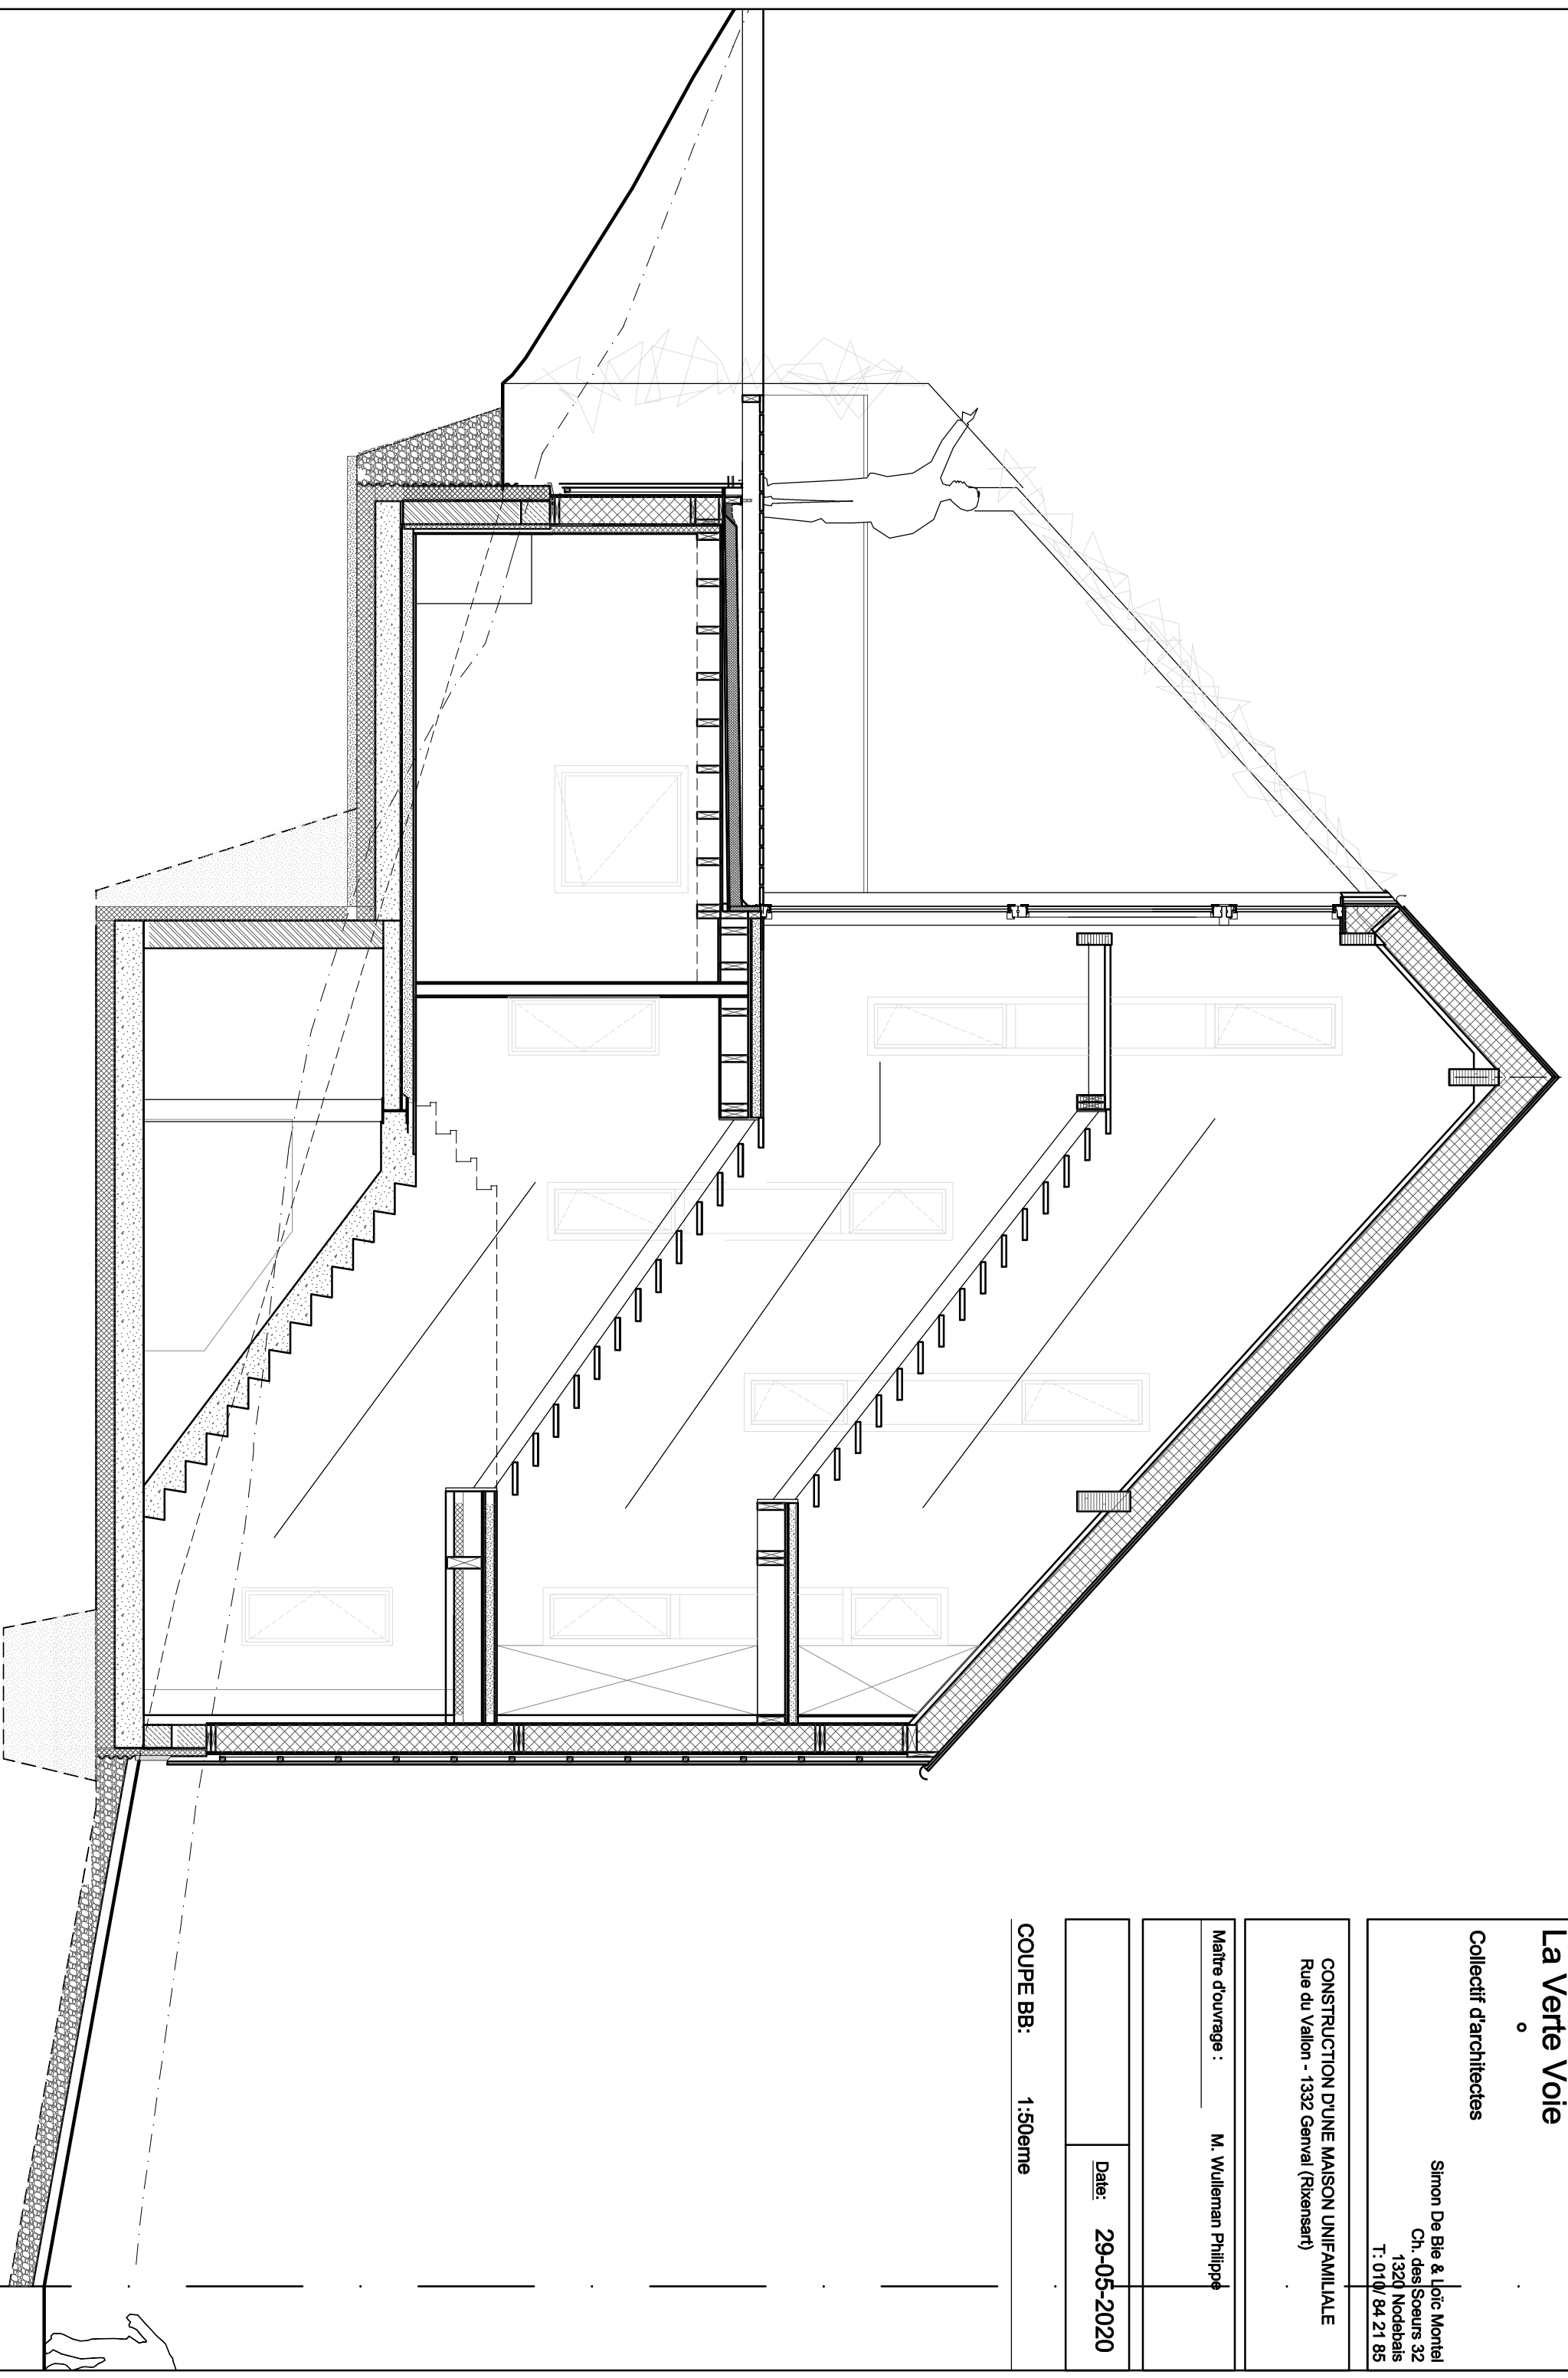 La Verte Voie
Collectif d'architectes
Simon De Bie & Loïc Montel
Ch. des Soeurs 32
1320 Nodebais
T: 010/ 84 21 85
CONSTRUCTION D'UNE MAISON UNIFAMILIALE
Rue du Vallon - 1332 Genval (Rixensart)
Maître d'ouvrage : M. Wulleman Philippe
Date: 29-05-2020
COUPE BB: 1:50eme